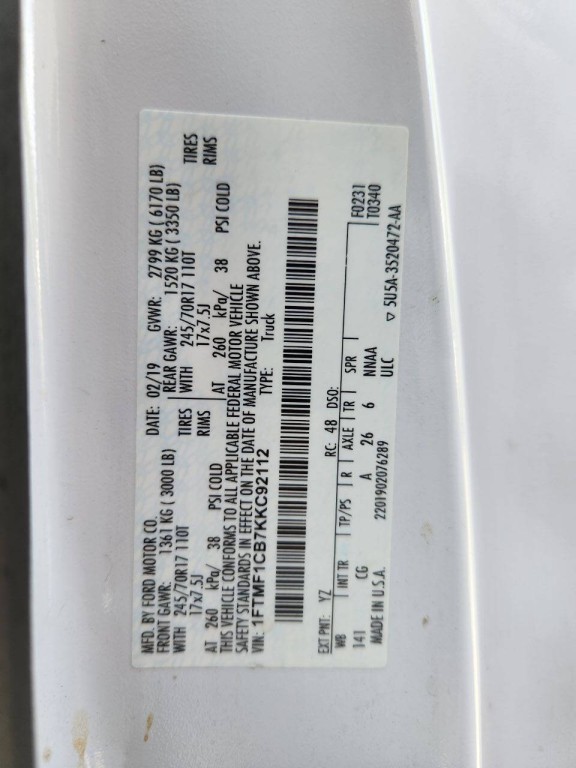 MFD. BY FORD MOTOR CO. DATE: 02/19 GVWR: 2799 KG ( 6170 LB)
FRONT GAWR: 1361 KG ( 3000 LB) REAR GAWR: 1520 KG ( 3350 LB)
WITH 245/70R17 110T TIRES WITH 245/70R17 110T TIRES
17x7.5J RIMS 17x7.5J RIMS
AT 260 kPa/ 38 PSI COLD AT 260 kPa/ 38 PSI COLD
THIS VEHICLE CONFORMS TO ALL APPLICABLE FEDERAL MOTOR VEHICLE
SAFETY STANDARDS IN EFFECT ON THE DATE OF MANUFACTURE SHOWN ABOVE.
VIN: 1FTMF1CB7KKC92112 TYPE: Truck
EXT PNT: YZ RC: 48 DSO: F0231
WB INT TR TP/PS R AXLE TR SPR T0340
141 CG A 26 6 NNAA
MADE IN U.S.A. 2201902076289 ULC ▽ 5U5A-3520472-AA